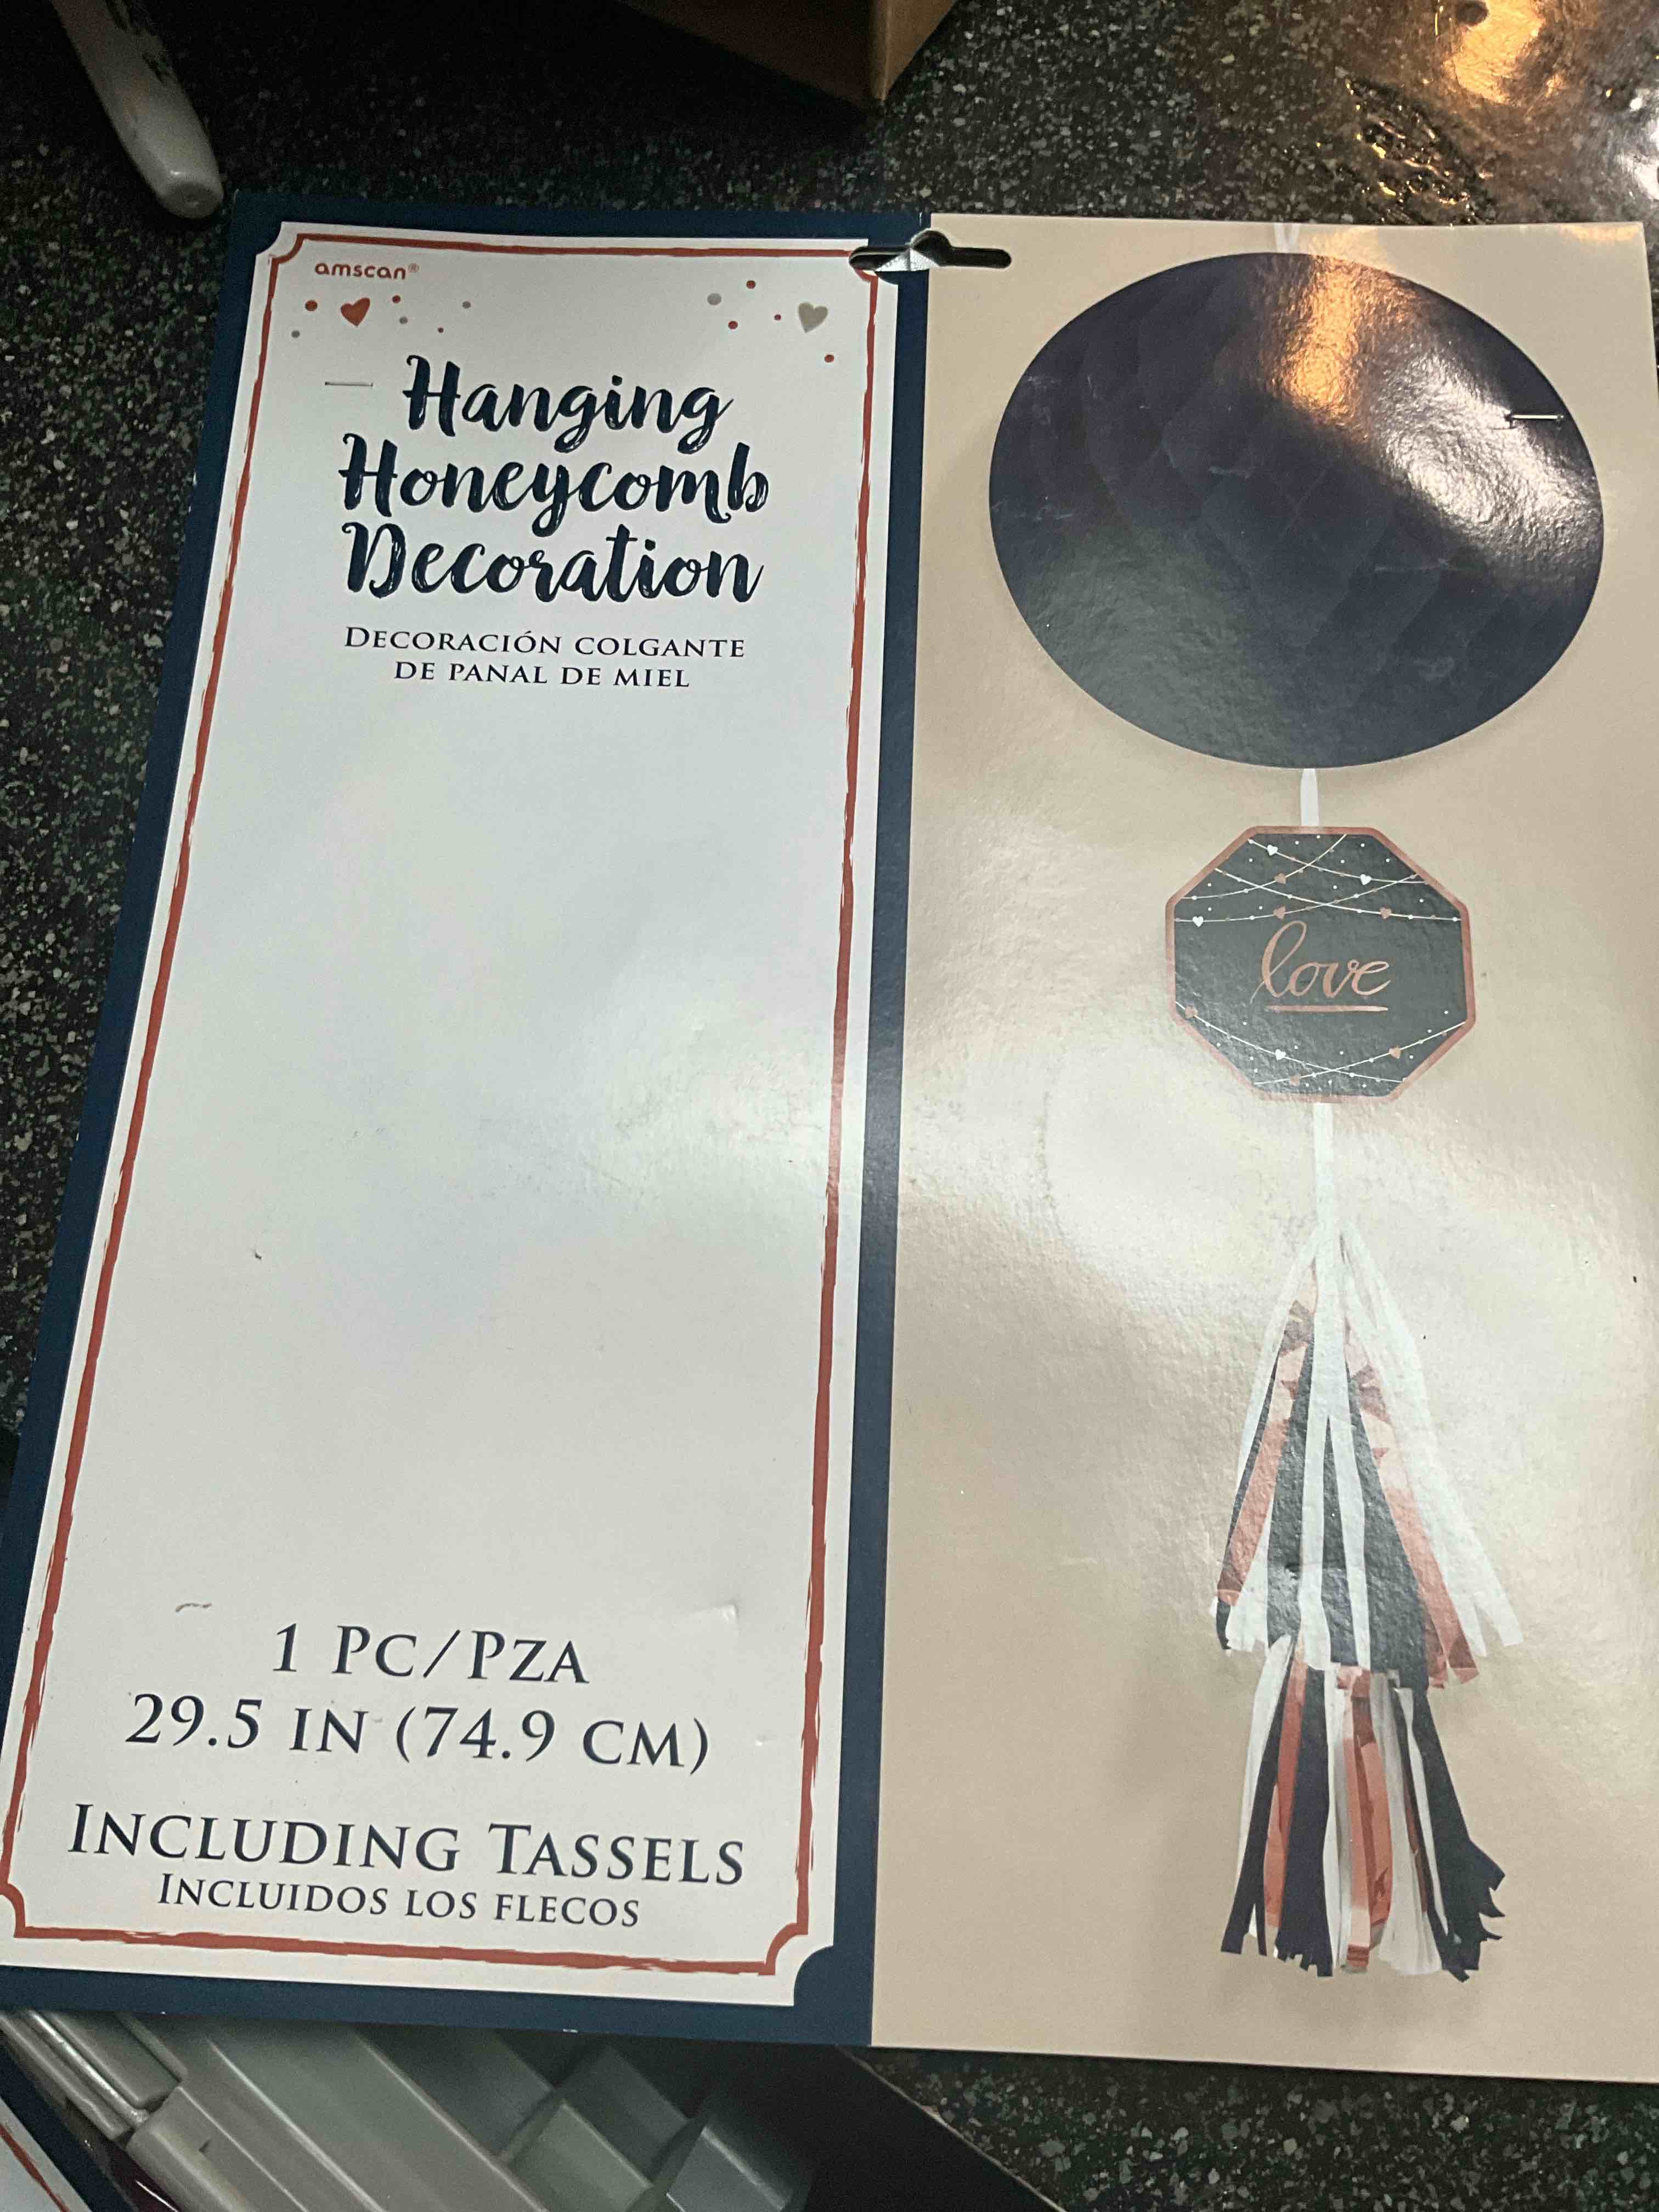 amscan®
Hanging
Honeycomb
Decoration
DECORACIÓN COLGANTE
DE PANAL DE MIEL
love
1 PC/PZA
29.5 IN (74.9 CM)
INCLUDING TASSELS
INCLUIDOS LOS FLECOS